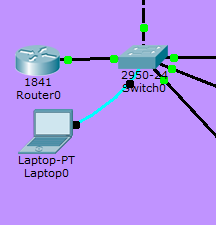 1841
Router0
2950-24
Switch0
Laptop-PT
Laptop0